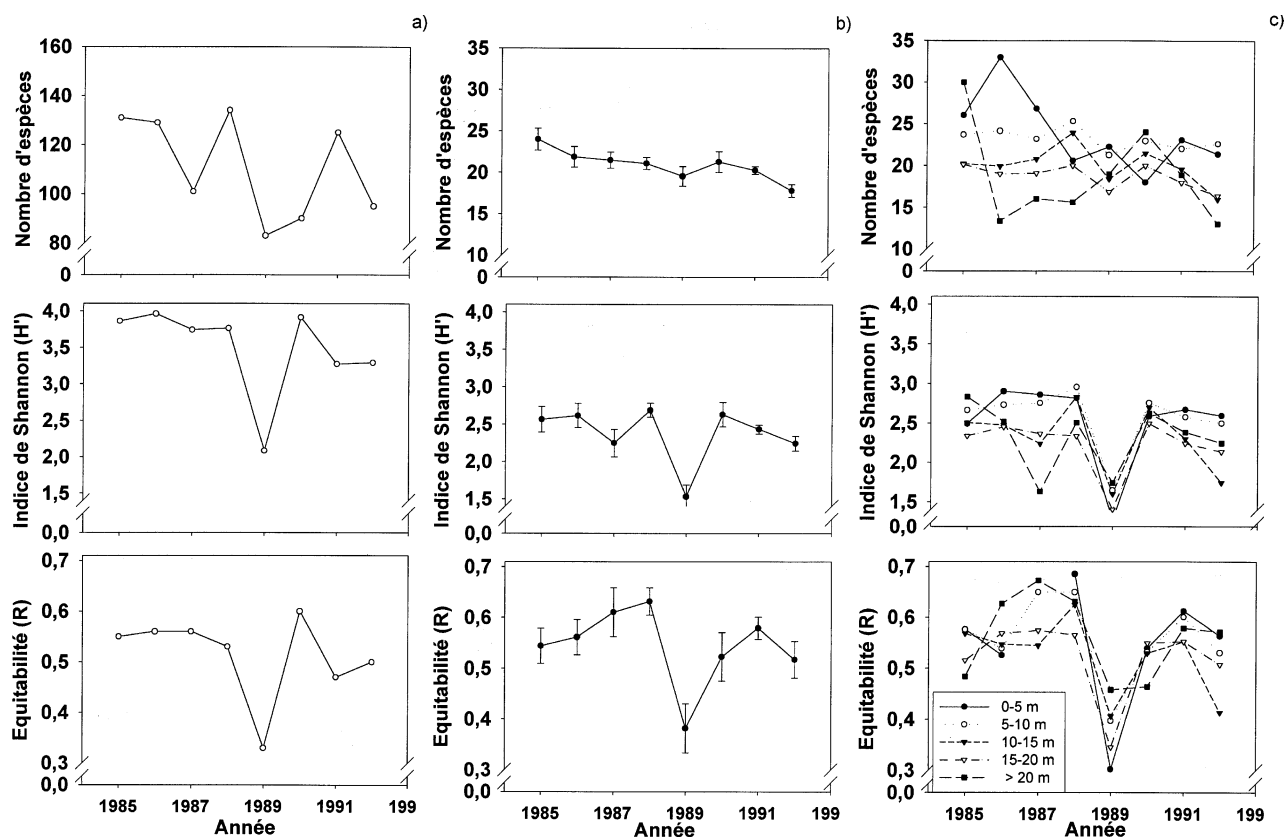 a)
Nombre d'espèces
160
140
120
100
80
0
b)
Nombre d'espèces
35
30
25
20
15
10
0
c)
Nombre d'espèces
35
30
25
20
15
10
0
Indice de Shannon (H')
4,0
3,5
3,0
2,5
2,0
1,5
0,0
Indice de Shannon (H')
4,0
3,5
3,0
2,5
2,0
1,5
0,0
Indice de Shannon (H')
4,0
3,5
3,0
2,5
2,0
1,5
0,0
Equitabilité (R)
0,7
0,6
0,5
0,4
0,3
0,0
1985 1987 1989 1991 199
Année
Equitabilité (R)
0,7
0,6
0,5
0,4
0,3
0,0
1985 1987 1989 1991 199
Année
Equitabilité (R)
0,7
0,6
0,5
0,4
0,3
0,0
0-5 m
5-10 m
10-15 m
15-20 m
> 20 m
1985 1987 1989 1991 199
Année